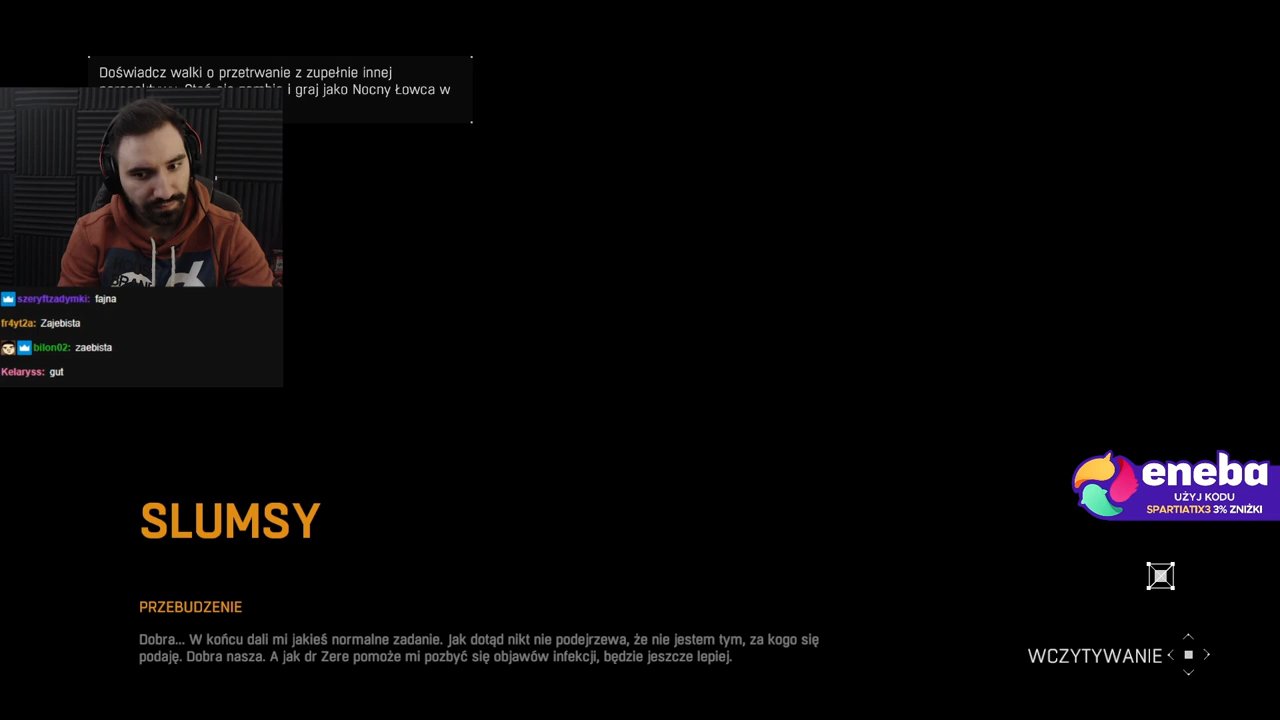 Doświadcz walki o przetrwanie z zupełnie innej
i graj jako Nocny Łowca w
szeryftzadymki: fajna
fr4yt2a: Zajebista
bilon02: zaebista
Kelaryss: gut
eneba
UŻYJ KODU
SPARTIATIX3 3% ZNIŻKI
SLUMSY
PRZEBUDZENIE
Dobra... W końcu dali mi jakieś normalne zadanie. Jak dotąd nikt nie podejrzewa, że nie jestem tym, za kogo się
podaję. Dobra nasza. A jak dr Zere pomoże mi pozbyć się objawów infekcji, będzie jeszcze lepiej.
WCZYTYWANIE